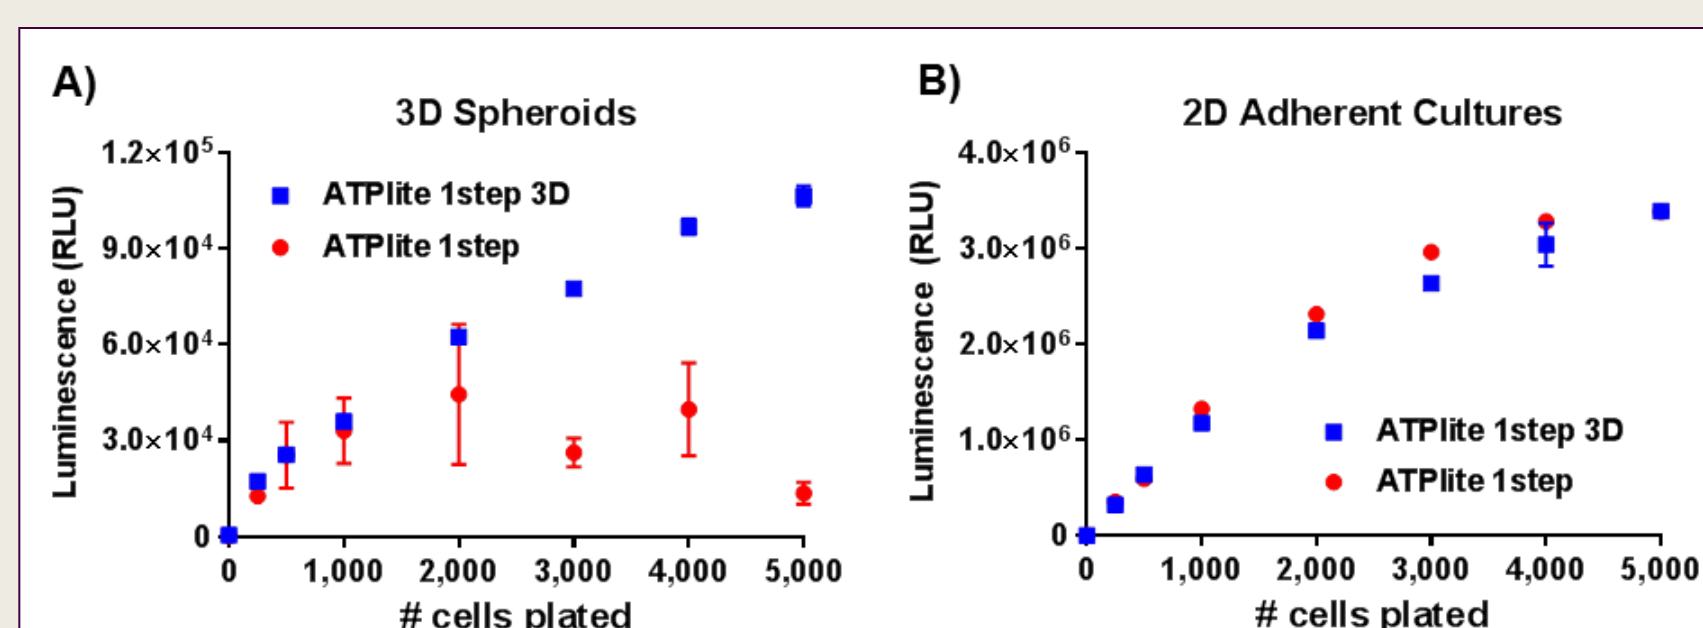 A)
3D Spheroids
1.2×10⁵
9.0×10⁴
6.0×10⁴
3.0×10⁴
0
Luminescence (RLU)
ATPlite 1step 3D
ATPlite 1step
0 1,000 2,000 3,000 4,000 5,000
# cells plated
B)
2D Adherent Cultures
4.0×10⁶
3.0×10⁶
2.0×10⁶
1.0×10⁶
0
Luminescence (RLU)
ATPlite 1step 3D
ATPlite 1step
0 1,000 2,000 3,000 4,000 5,000
# cells plated